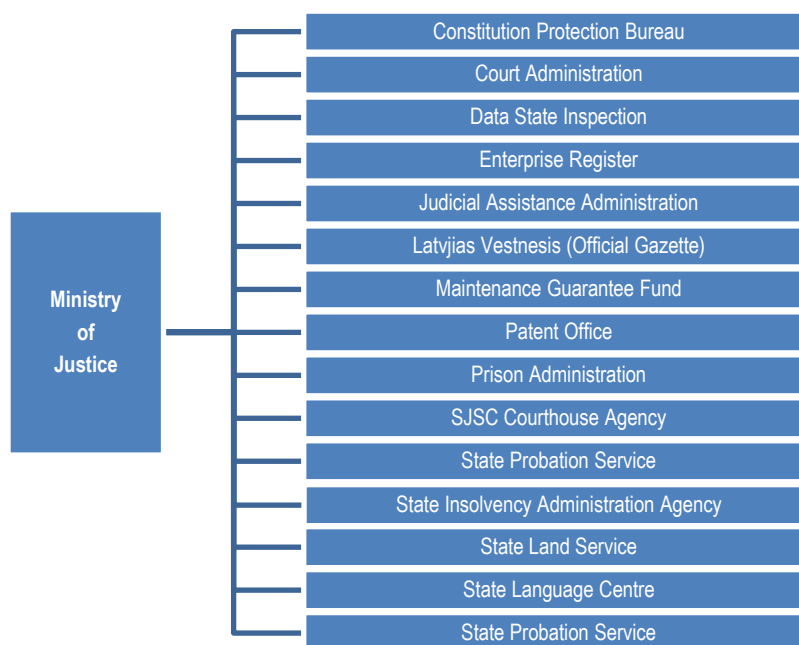 Ministry
of
Justice
Constitution Protection Bureau
Court Administration
Data State Inspection
Enterprise Register
Judicial Assistance Administration
Latvjias Vestnesis (Official Gazette)
Maintenance Guarantee Fund
Patent Office
Prison Administration
SJSC Courthouse Agency
State Probation Service
State Insolvency Administration Agency
State Land Service
State Language Centre
State Probation Service